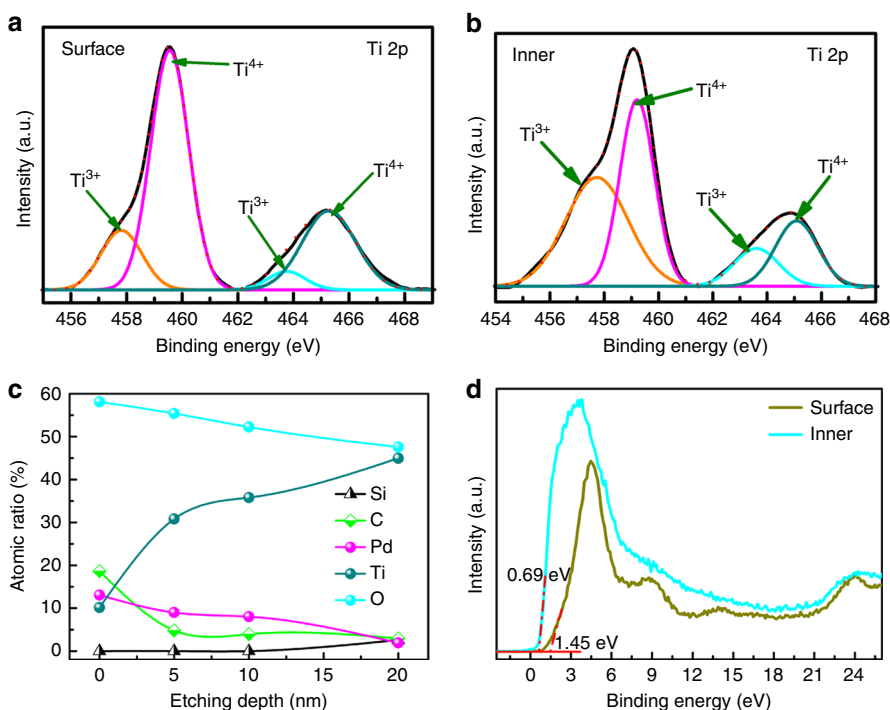 a
Surface
Ti 2p
Ti⁴⁺
Ti³⁺
Ti³⁺
Ti⁴⁺
Intensity (a.u.)
456 458 460 462 464 466 468
Binding energy (eV)
b
Inner
Ti 2p
Ti⁴⁺
Ti³⁺
Ti³⁺
Ti⁴⁺
Intensity (a.u.)
454 456 458 460 462 464 466 468
Binding energy (eV)
c
60
50
40
30
20
10
0
Atomic ratio (%)
Si
C
Pd
Ti
O
0 5 10 15 20
Etching depth (nm)
d
Surface
Inner
Intensity (a.u.)
0.69 eV
1.45 eV
0 3 6 9 12 15 18 21 24
Binding energy (eV)